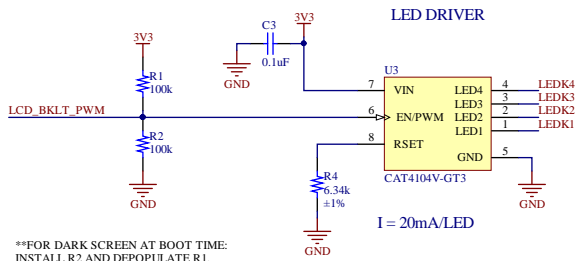 LED DRIVER
3V3
C3
0.1uF
GND
3V3
R1
100k
LCD_BKLT_PWM
R2
100k
GND
U3
7 VIN
6 EN/PWM
8 RSET
LED4 4 LEDK4
LED3 3 LEDK3
LED2 2 LEDK2
LED1 1 LEDK1
GND 5
CAT4104V-GT3
GND
R4
6.34k
±1%
GND
I = 20mA/LED
**FOR DARK SCREEN AT BOOT TIME:
INSTALL R2 AND DEPOPULATE R1